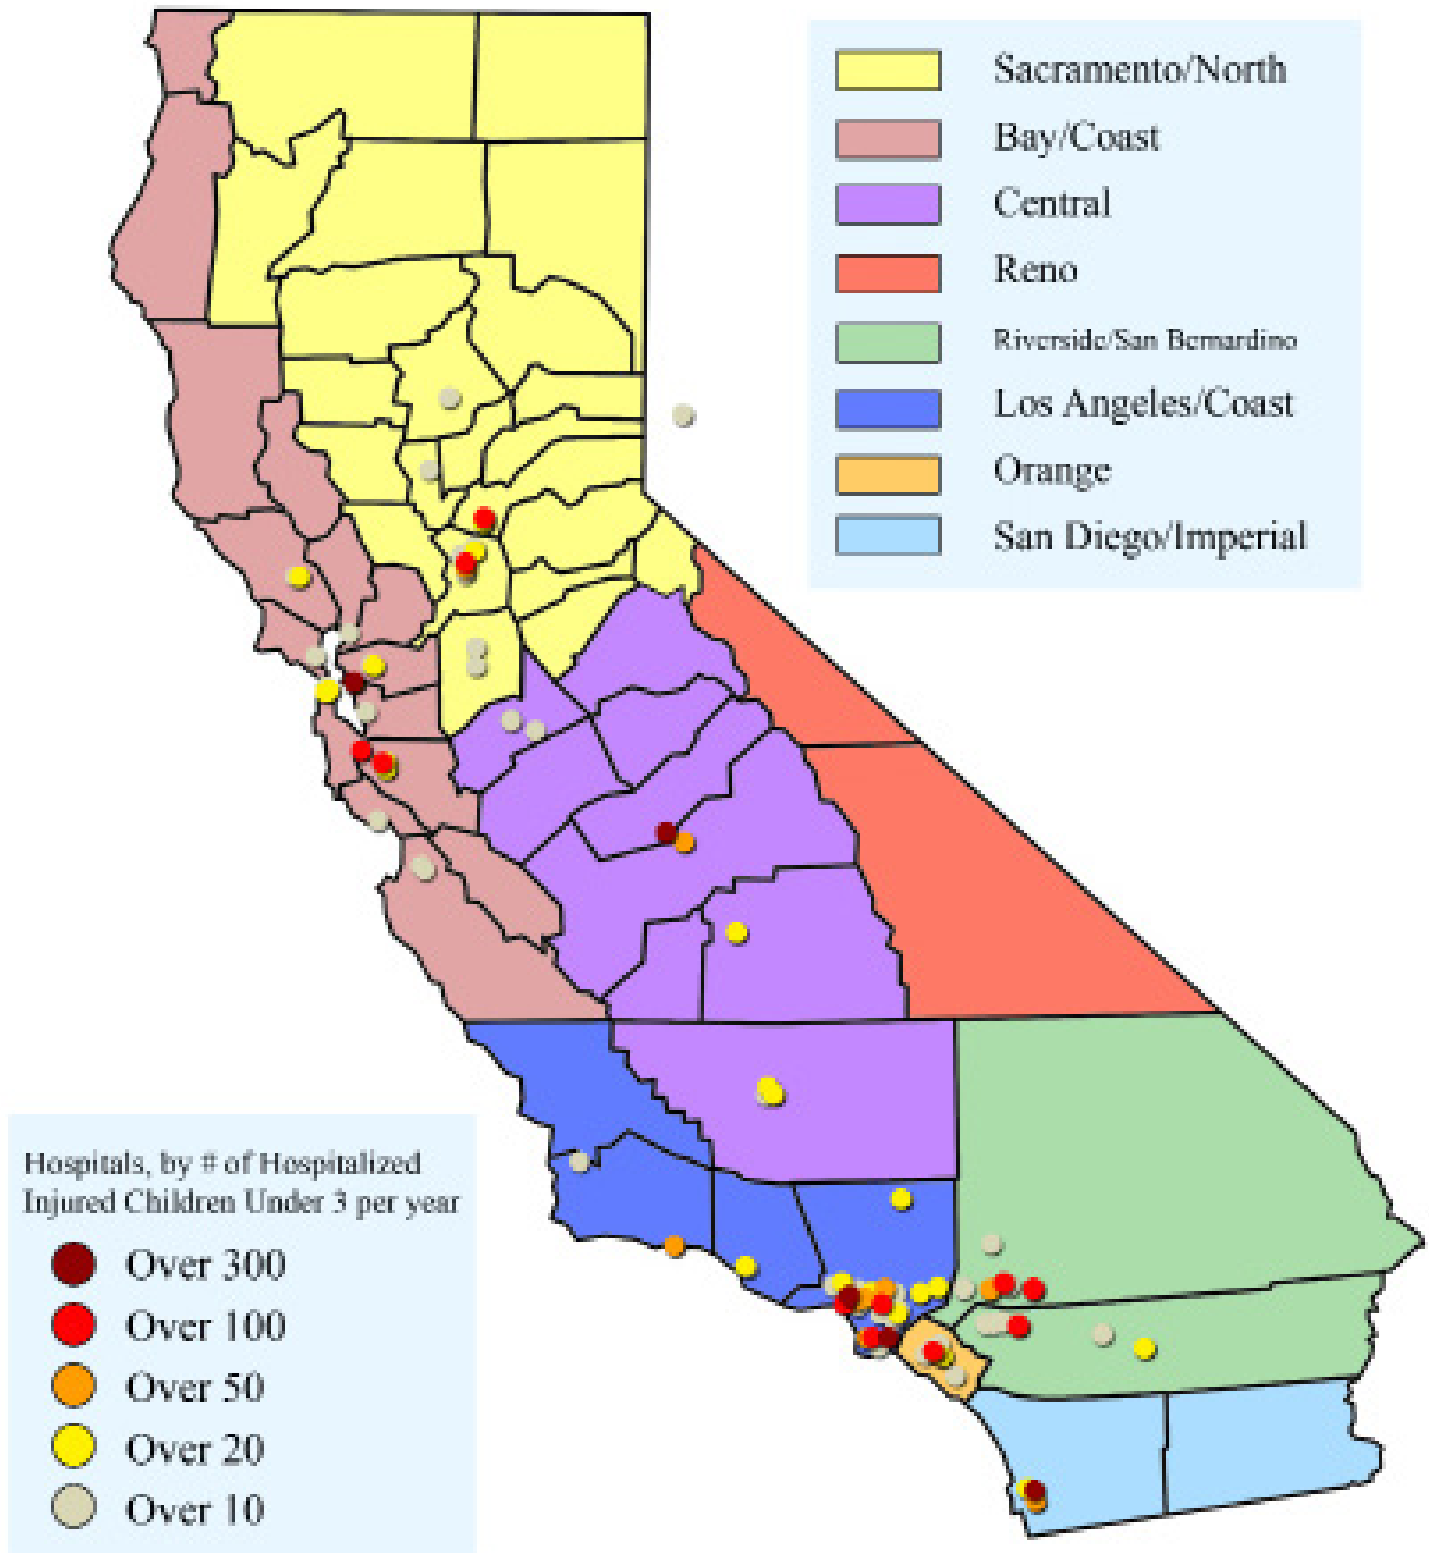 Sacramento/North
Bay/Coast
Central
Reno
Riverside/San Bernardino
Los Angeles/Coast
Orange
San Diego/Imperial
Hospitals, by # of Hospitalized
Injured Children Under 3 per year
Over 300
Over 100
Over 50
Over 20
Over 10